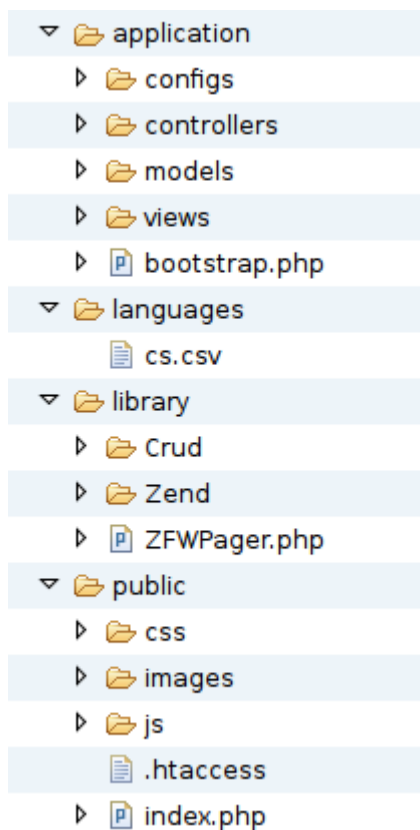 application
configs
controllers
models
views
bootstrap.php
languages
cs.csv
library
Crud
Zend
ZFWPager.php
public
css
images
js
.htaccess
index.php